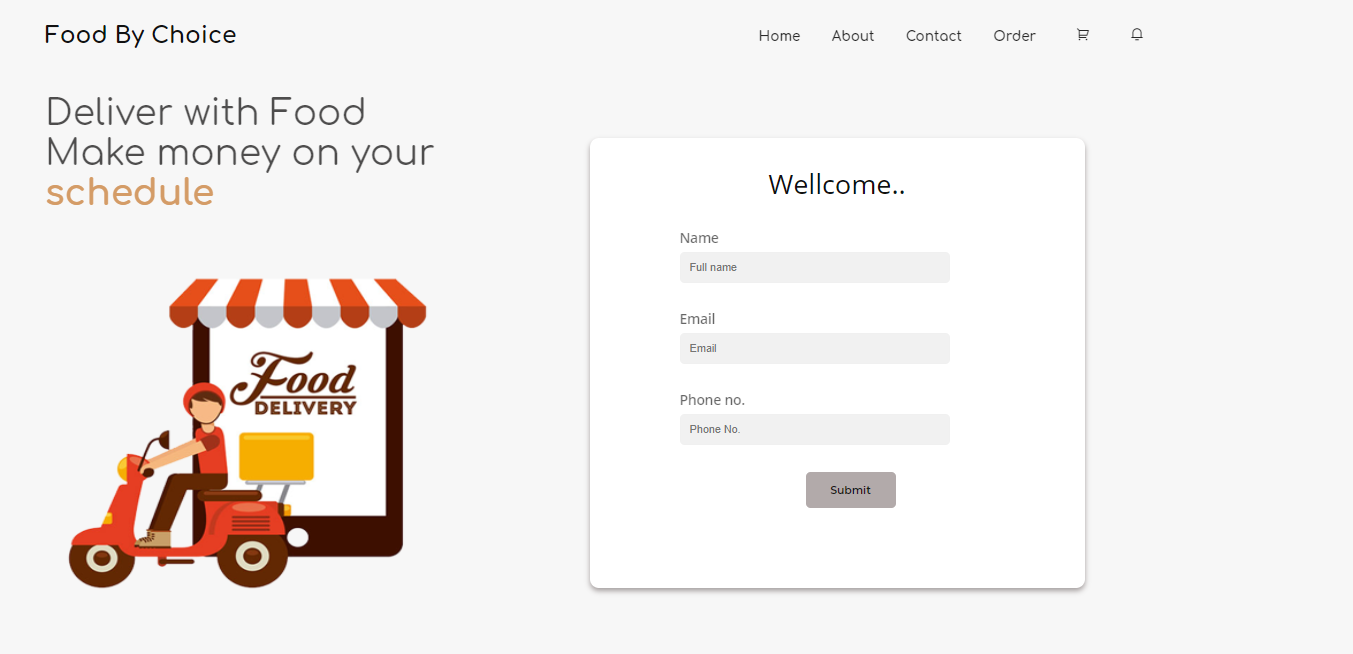 Food By Choice
Home About Contact Order
Deliver with Food
Make money on your
schedule
Food
DELIVERY
Wellcome..
Name
Full name
Email
Email
Phone no.
Phone No.
Submit